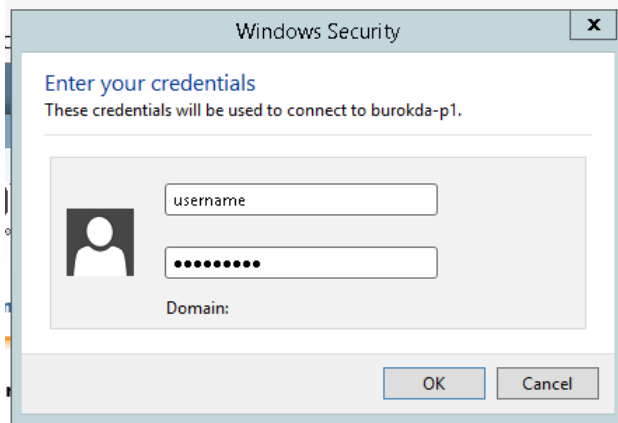 Windows Security
x
Enter your credentials
These credentials will be used to connect to burokda-p1.
username
●●●●●●●●●
Domain:
OK
Cancel